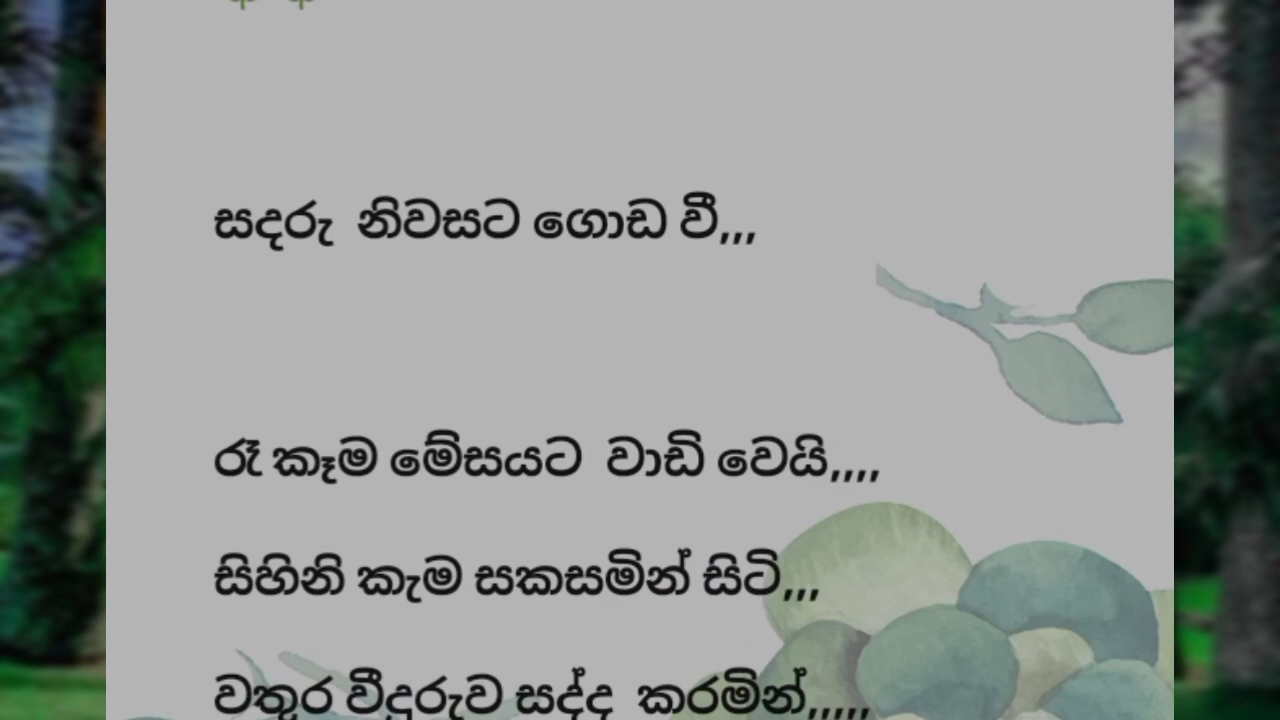 සදරු නිවසට ගොඩ වී,,,
රෑ කෑම මේසයට වාඩි වෙයි,,,,
සිහිනි කැම සකසමින් සිටි,,,
වතුර වීදුරුව සද්ද කරමින්,,,,,